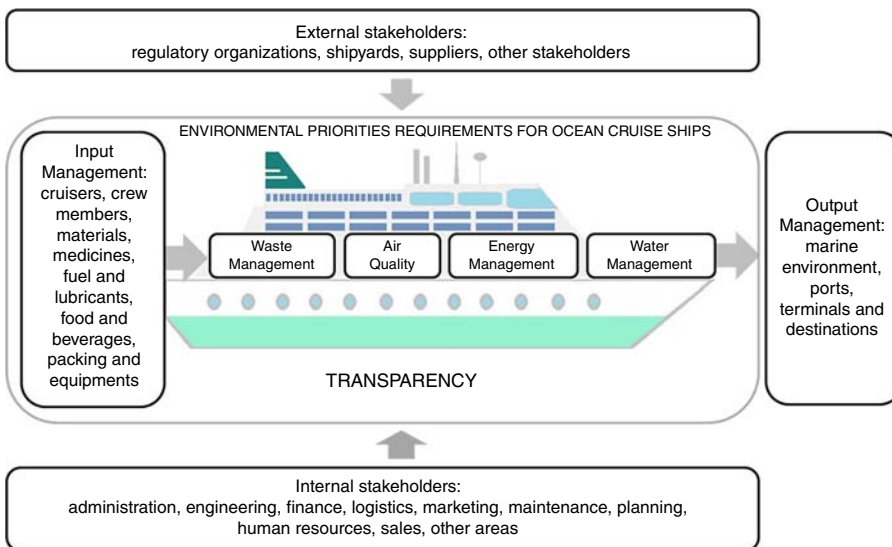 External stakeholders:
regulatory organizations, shipyards, suppliers, other stakeholders
ENVIRONMENTAL PRIORITIES REQUIREMENTS FOR OCEAN CRUISE SHIPS
Input
Management:
cruisers, crew
members,
materials,
medicines,
fuel and
lubricants,
food and
beverages,
packing and
equipments
Waste
Management
Air
Quality
Energy
Management
Water
Management
TRANSPARENCY
Output
Management:
marine
environment,
ports,
terminals and
destinations
Internal stakeholders:
administration, engineering, finance, logistics, marketing, maintenance, planning,
human resources, sales, other areas